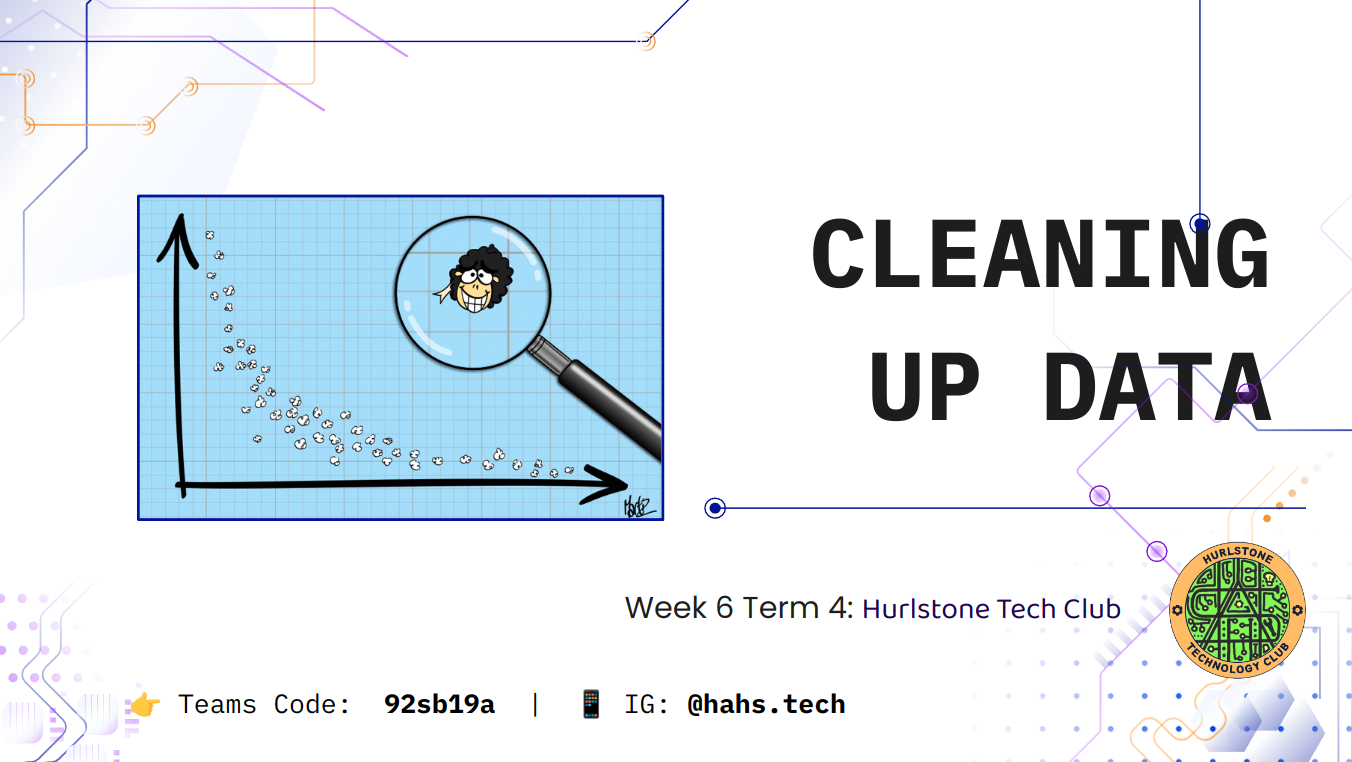 CLEANING
UP DATA
Week 6 Term 4: Hurlstone Tech Club
HURLSTONE
TECHNOLOGY CLUB
👉 Teams Code: 92sb19a | 📱 IG: @hahs.tech